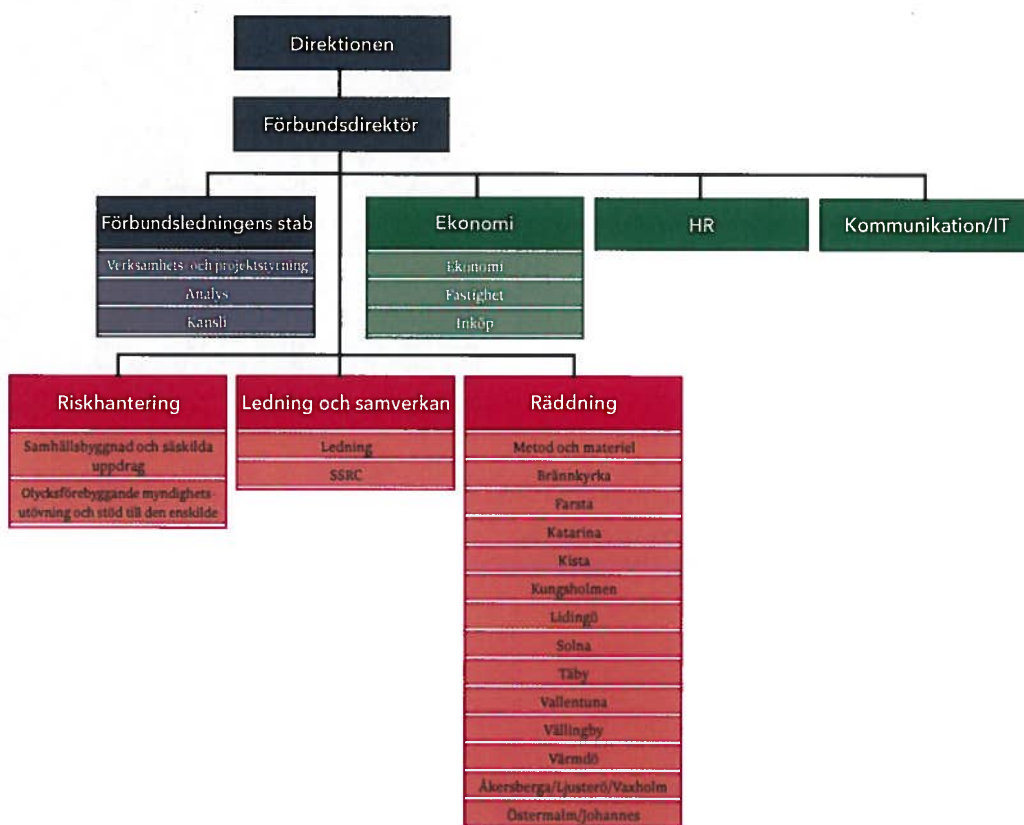 Direktionen
Förbundsdirektör
Förbundsledningens stab
Verksamhets- och projektstyrning
Analys
Kansli
Ekonomi
Ekonomi
Fastighet
Inköp
HR
Kommunikation/IT
Riskhantering
Samhällsbyggnad och säskilda
uppdrag
Olycksförebyggande myndighets-
utövning och stöd till den enskilde
Ledning och samverkan
Ledning
SSRC
Räddning
Metod och materiel
Brännkyrka
Farsta
Katarina
Kista
Kungsholmen
Lidingö
Solna
Täby
Vallentuna
Vällingby
Värmdö
Åkersberga/Ljusterö/Vaxholm
Östermalm/Johannes